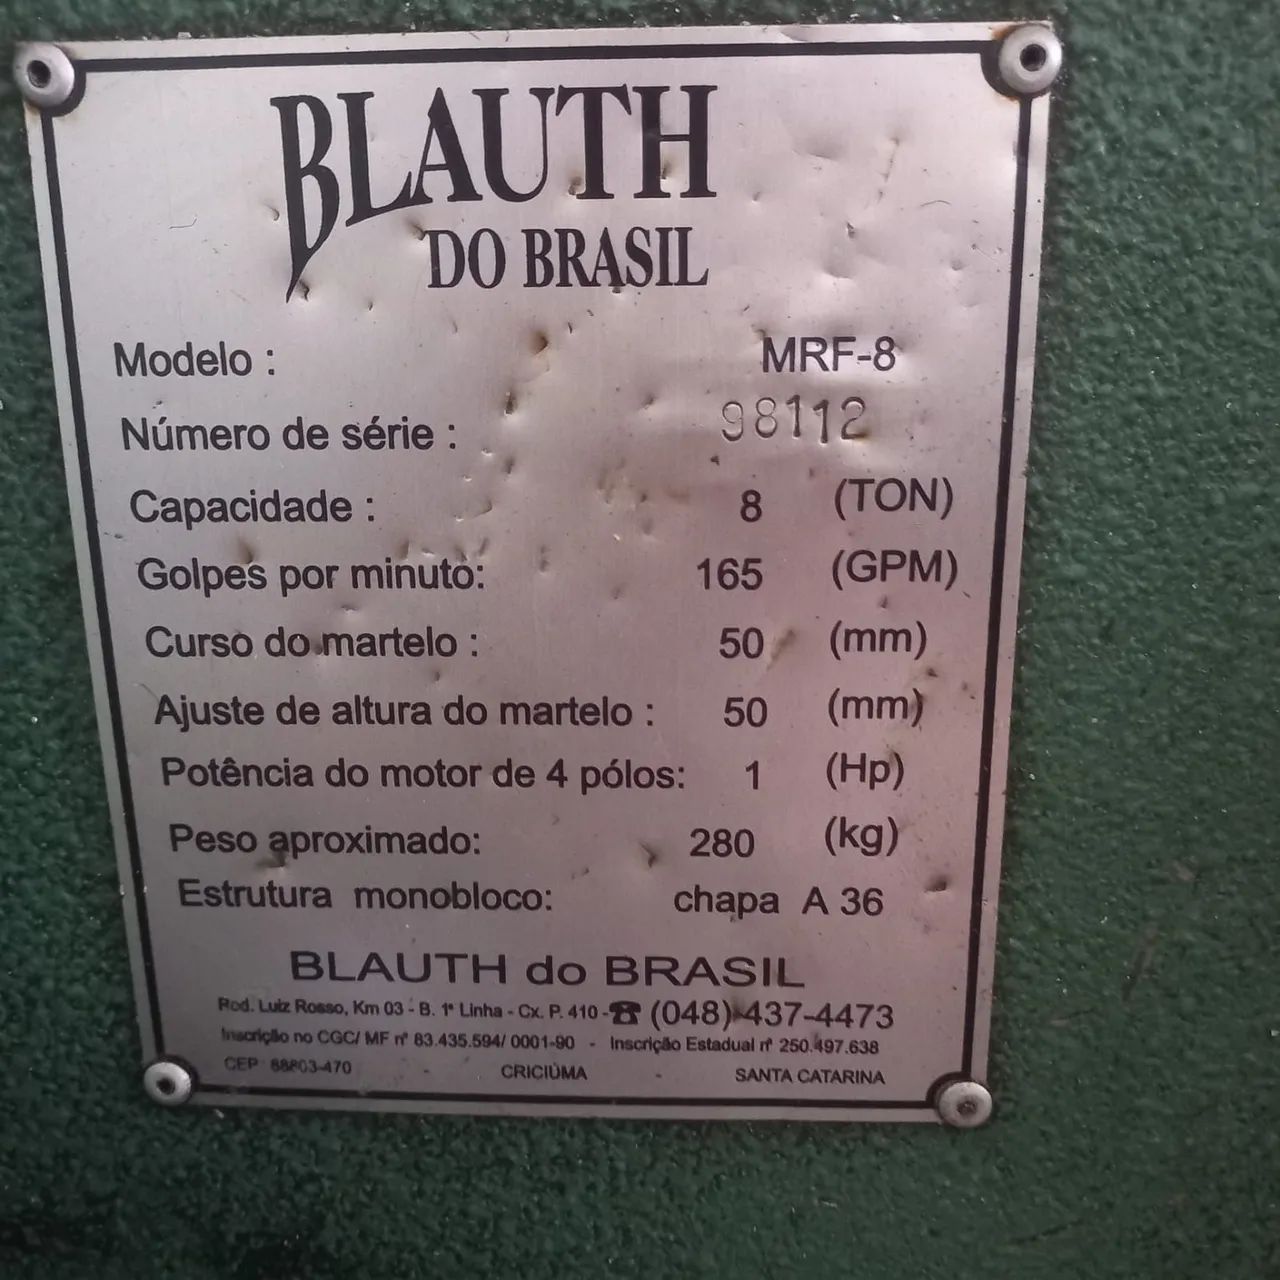 BLAUTH
DO BRASIL
Modelo : MRF-8
Número de série : 98112
Capacidade : 8 (TON)
Golpes por minuto: 165 (GPM)
Curso do martelo : 50 (mm)
Ajuste de altura do martelo : 50 (mm)
Potência do motor de 4 pólos: 1 (Hp)
Peso aproximado: 280 (kg)
Estrutura monobloco: chapa A 36
BLAUTH do BRASIL
Rod. Luiz Rosso, Km 03 - B. 1ª Linha - Cx. P. 410 - ☎ (048) 437-4473
Inscrição no CGC/ MF nº 83.435.594/ 0001-90 - Inscrição Estadual nº 250.497.638
CEP 88803-470 - CRICIÚMA - SANTA CATARINA